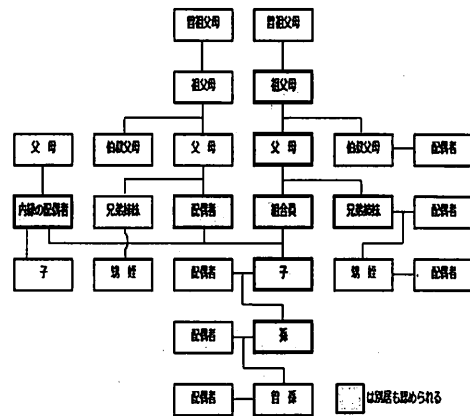 曽祖父母 曽祖父母
祖父母 祖父母
父 母 伯叔父母 父 母 父 母 伯叔父母 配偶者
内縁の配偶者 兄弟姉妹 配偶者 組合員 兄弟姉妹 配偶者
子 甥 姪 配偶者 子 甥 姪 配偶者
配偶者 孫
配偶者 曽 孫
は別居も認められる